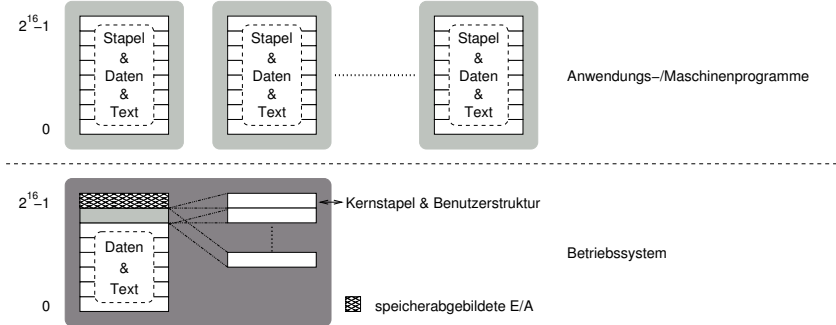 2^16–1
0
Stapel
&
Daten
&
Text
Stapel
&
Daten
&
Text
Stapel
&
Daten
&
Text
Anwendungs–/Maschinenprogramme
2^16–1
0
Daten
&
Text
Kernstapel & Benutzerstruktur
Betriebssystem
speicherabgebildete E/A